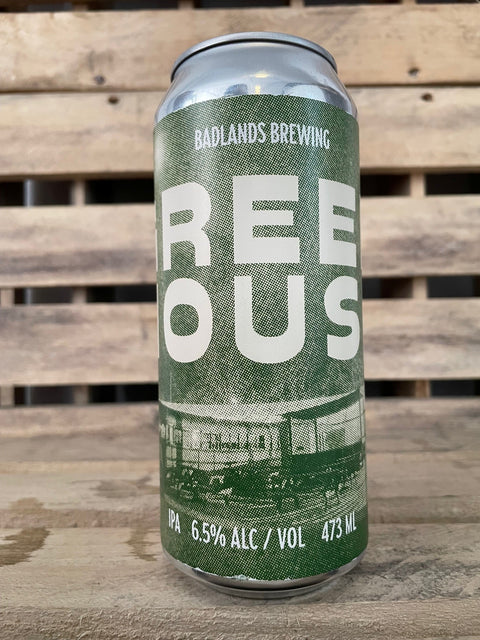 BADLANDS BREWING
REE
OUS
IPA 6.5% ALC / VOL 473 ML